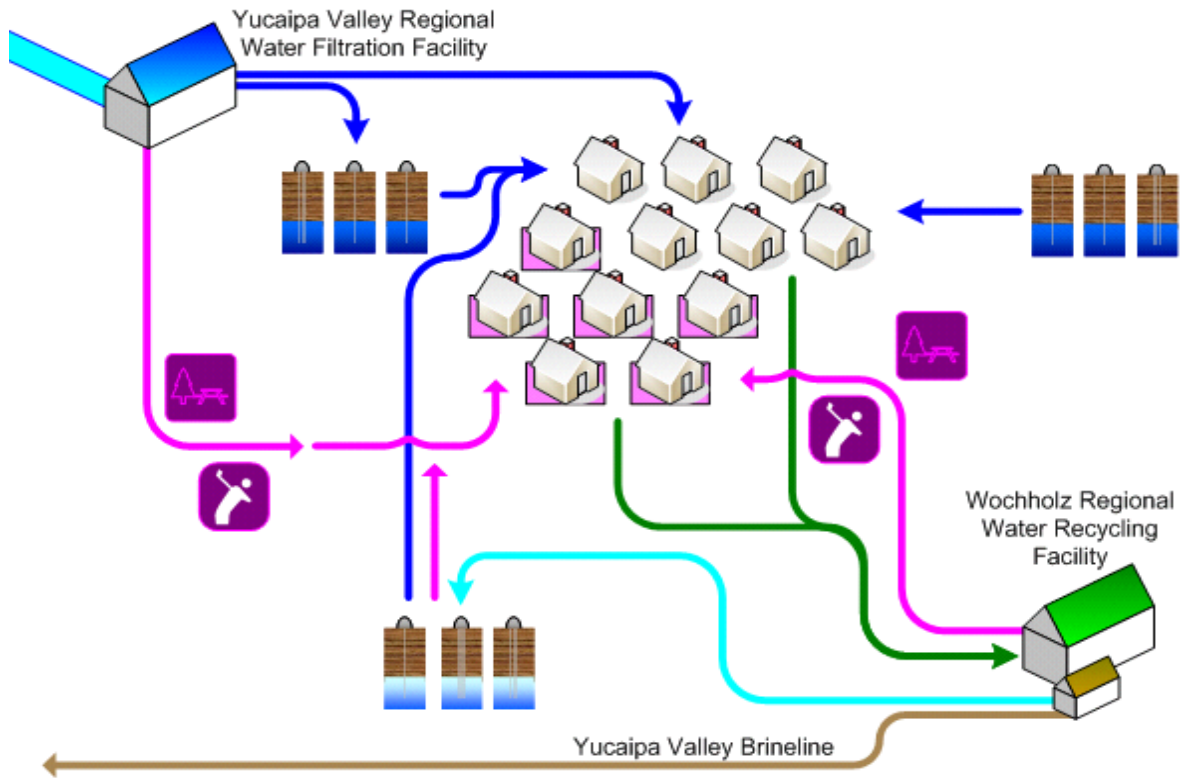 Yucaipa Valley Regional
Water Filtration Facility
Wochholz Regional
Water Recycling
Facility
Yucaipa Valley Brineline